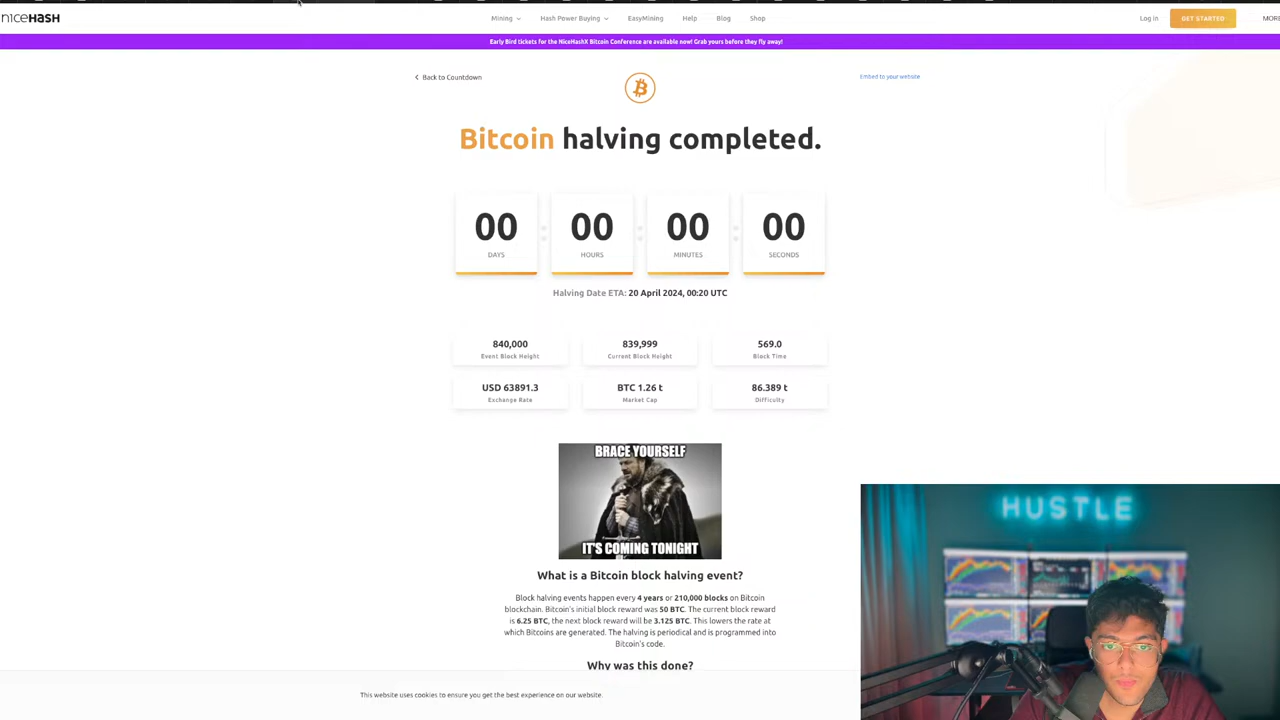 niceHASH
Mining
Hash Power Buying
EasyMining
Help
Blog
Shop
Log in
GET STARTED
MORE
Early Bird tickets for the NiceHashX Bitcoin Conference are available now! Grab yours before they fly away!
Back to Countdown
Embed to your website
Bitcoin halving completed.
00 00 00 00
DAYS HOURS MINUTES SECONDS
Halving Date ETA: 20 April 2024, 00:20 UTC
840,000 839,999 569.0
Event Block Height Current Block Height Block Time
USD 63891.3 BTC 1.26 t 86.389 t
Exchange Rate Market Cap Difficulty
BRACE YOURSELF
IT'S COMING TONIGHT
What is a Bitcoin block halving event?
Block halving events happen every 4 years or 210,000 blocks on Bitcoin
blockchain. Bitcoin's initial block reward was 50 BTC. The current block reward
is 6.25 BTC, the next block reward will be 3.125 BTC. This lowers the rate at
which Bitcoins are generated. The halving is periodical and is programmed into
Bitcoin's code.
Why was this done?
This website uses cookies to ensure you get the best experience on our website.
HUSTLE